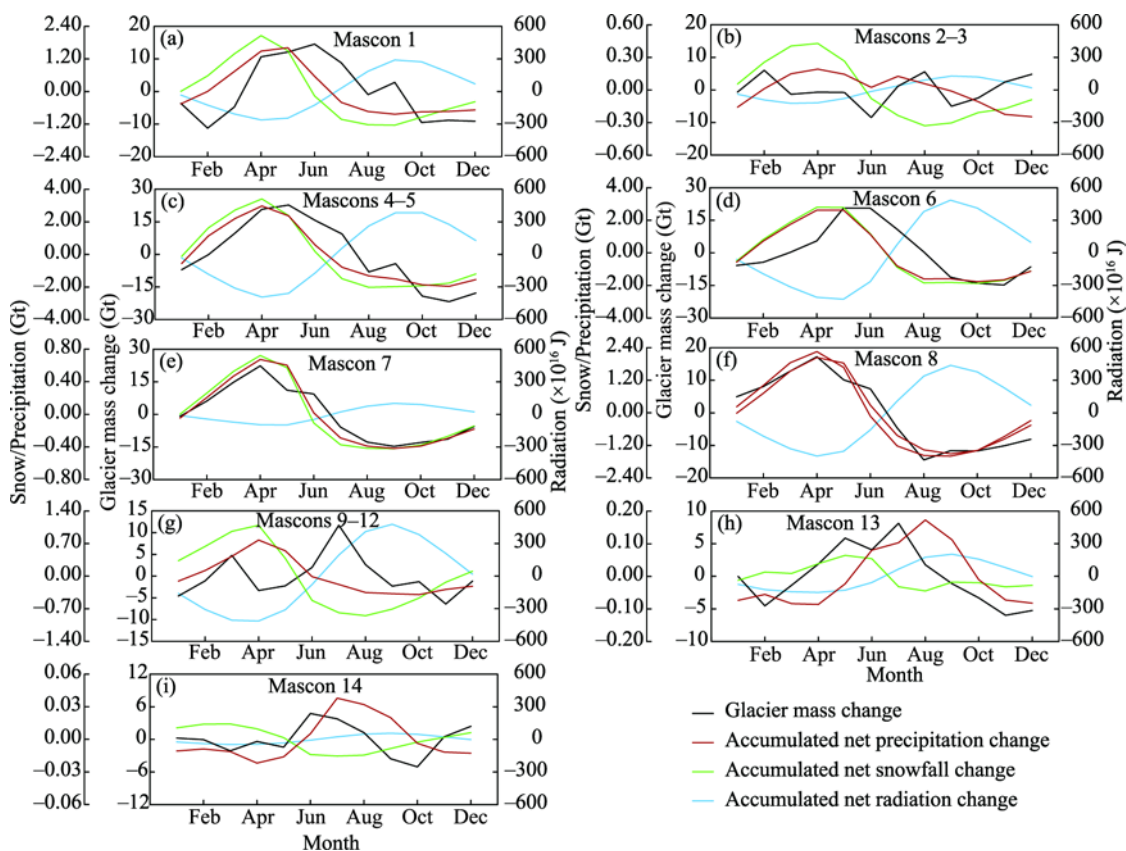 2.40 20 600 0.60 20 600
(a) Mascon 1 (b) Mascons 2–3
1.20 10 300 0.30 10 300
0.00 0 0 0.00 0 0
–1.20 –10 –300 –0.30 –10 –300
–2.40 –20 –600 –0.60 –20 –600
Feb Apr Jun Aug Oct Dec Feb Apr Jun Aug Oct Dec
4.00 30 600 4.00 30 600
(c) Mascons 4–5 (d) Mascon 6
2.00 15 300 2.00 15 300
0.00 0 0 0.00 0 0
–2.00 –15 –300 –2.00 –15 –300
–4.00 –30 –600 –4.00 –30 –600
Feb Apr Jun Aug Oct Dec Feb Apr Jun Aug Oct Dec
Snow/Precipitation (Gt)
Glacier mass change (Gt)
Radiation (×10¹⁶ J)
Snow/Precipitation (Gt)
Glacier mass change (Gt)
Radiation (×10¹⁶ J)
0.80 30 600 2.40 20 600
(e) Mascon 7 (f) Mascon 8
0.40 15 300 1.20 10 300
0.00 0 0 0.00 0 0
–0.40 –15 –300 –1.20 –10 –300
–0.80 –30 –600 –2.40 –20 –600
Feb Apr Jun Aug Oct Dec Feb Apr Jun Aug Oct Dec
1.40 15 600 0.20 10 600
(g) Mascons 9–12 (h) Mascon 13
0.70 10 300 0.10 5 300
5
0.00 0 0 0.00 0 0
–5
–0.70 –10 –300 –0.10 –5 –300
–1.40 –15 –600 0.20 –10 –600
Feb Apr Jun Aug Oct Dec Feb Apr Jun Aug Oct Dec
Month
0.06 12 600
(i) Mascon 14
0.03 6 300
0.00 0 0
–0.03 –6 300
–0.06 –12 –600
Feb Apr Jun Aug Oct Dec
Month
Glacier mass change
Accumulated net precipitation change
Accumulated net snowfall change
Accumulated net radiation change